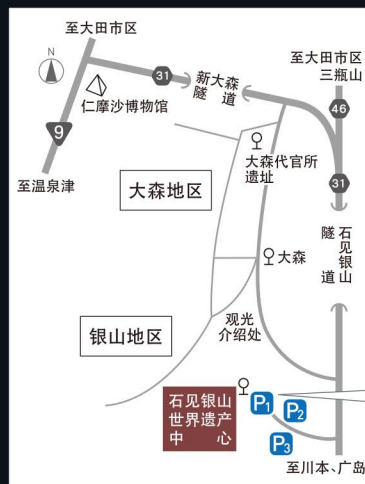 至大田市区
N
31
新大森
隧道
至大田市区
三瓶山
仁摩沙博物馆
46
9
大森代官所
遗址
31
至温泉津
大森地区
石见银山
隧道
大森
观光
介绍处
银山地区
石见银山
世界遗产
中心
P1
P2
P3
至川本、广岛